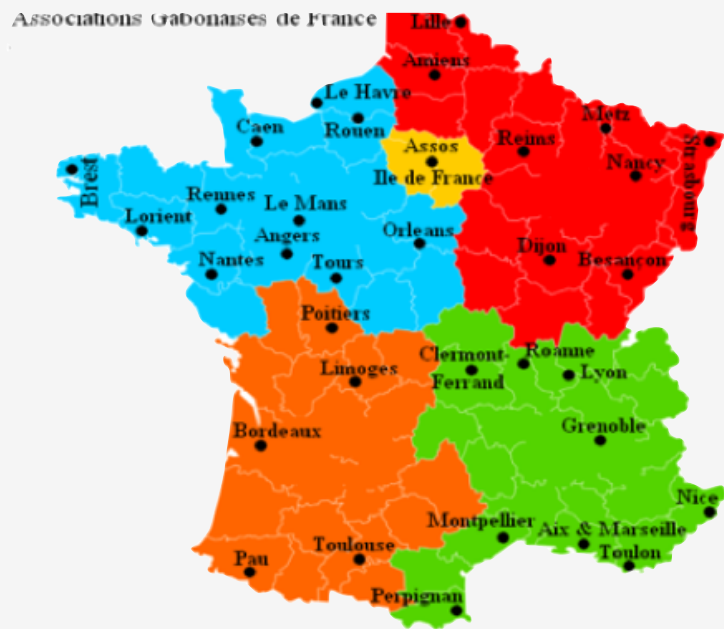 Associations Gabonaises de France
Lille
Amiens
Le Havre
Rouen
Caen
Metz
Reims
Strasbourg
Assos
Ile de France
Nancy
Brest
Rennes
Lorient
Le Mans
Angers
Orleans
Nantes
Tours
Dijon
Besançon
Poitiers
Clermont-
Ferrand
Roanne
Lyon
Limoges
Bordeaux
Grenoble
Nice
Montpellier
Aix & Marseille
Toulon
Toulouse
Pau
Perpignan